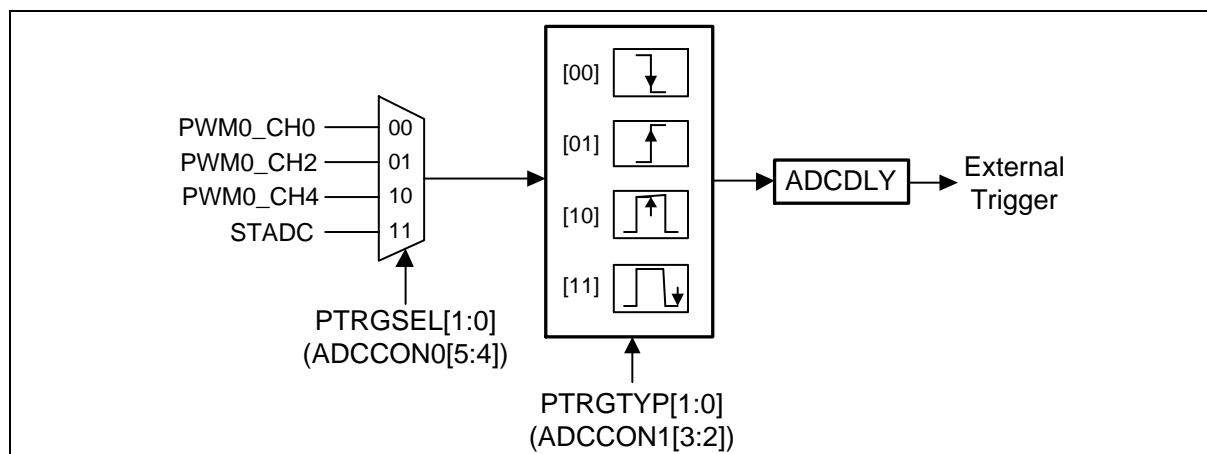 [00]
[01]
[10]
[11]
PWM0_CH0
PWM0_CH2
PWM0_CH4
STADC
00
01
10
11
PTRGSEL[1:0]
(ADCCON0[5:4])
PTRGTYP[1:0]
(ADCCON1[3:2])
ADCDLY
External
Trigger